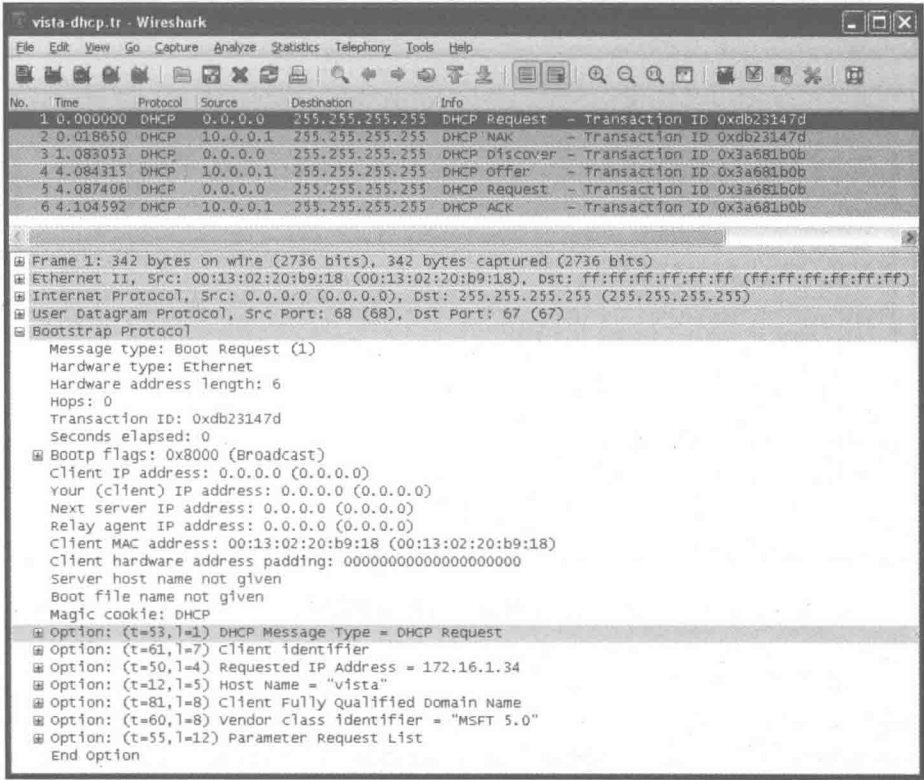 vista-dhcp.tr - Wireshark
File Edit View Go Capture Analyze Statistics Telephony Tools Help
No. Time Protocol Source Destination Info
1 0.000000 DHCP 0.0.0.0 255.255.255.255 DHCP Request - Transaction ID 0xdb23147d
2 0.018650 DHCP 10.0.0.1 255.255.255.255 DHCP NAK - Transaction ID 0xdb23147d
3 1.083053 DHCP 0.0.0.0 255.255.255.255 DHCP Discover - Transaction ID 0x3a681b0b
4 4.084315 DHCP 10.0.0.1 255.255.255.255 DHCP Offer - Transaction ID 0x3a681b0b
5 4.087406 DHCP 0.0.0.0 255.255.255.255 DHCP Request - Transaction ID 0x3a681b0b
6 4.104592 DHCP 10.0.0.1 255.255.255.255 DHCP ACK - Transaction ID 0x3a681b0b
Frame 1: 342 bytes on wire (2736 bits), 342 bytes captured (2736 bits)
Ethernet II, Src: 00:13:02:20:b9:18 (00:13:02:20:b9:18), Dst: ff:ff:ff:ff:ff:ff (ff:ff:ff:ff:ff:ff)
Internet Protocol, Src: 0.0.0.0 (0.0.0.0), Dst: 255.255.255.255 (255.255.255.255)
User Datagram Protocol, Src Port: 68 (68), Dst Port: 67 (67)
Bootstrap Protocol
Message type: Boot Request (1)
Hardware type: Ethernet
Hardware address length: 6
Hops: 0
Transaction ID: 0xdb23147d
Seconds elapsed: 0
Bootp flags: 0x8000 (Broadcast)
Client IP address: 0.0.0.0 (0.0.0.0)
Your (client) IP address: 0.0.0.0 (0.0.0.0)
Next server IP address: 0.0.0.0 (0.0.0.0)
Relay agent IP address: 0.0.0.0 (0.0.0.0)
Client MAC address: 00:13:02:20:b9:18 (00:13:02:20:b9:18)
Client hardware address padding: 00000000000000000000
Server host name not given
Boot file name not given
Magic cookie: DHCP
Option: (t=53,l=1) DHCP Message Type = DHCP Request
Option: (t=61,l=7) Client identifier
Option: (t=50,l=4) Requested IP Address = 172.16.1.34
Option: (t=12,l=5) Host Name = "vista"
Option: (t=81,l=8) Client Fully Qualified Domain Name
Option: (t=60,l=8) Vendor class identifier = "MSFT 5.0"
Option: (t=55,l=12) Parameter Request List
End Option